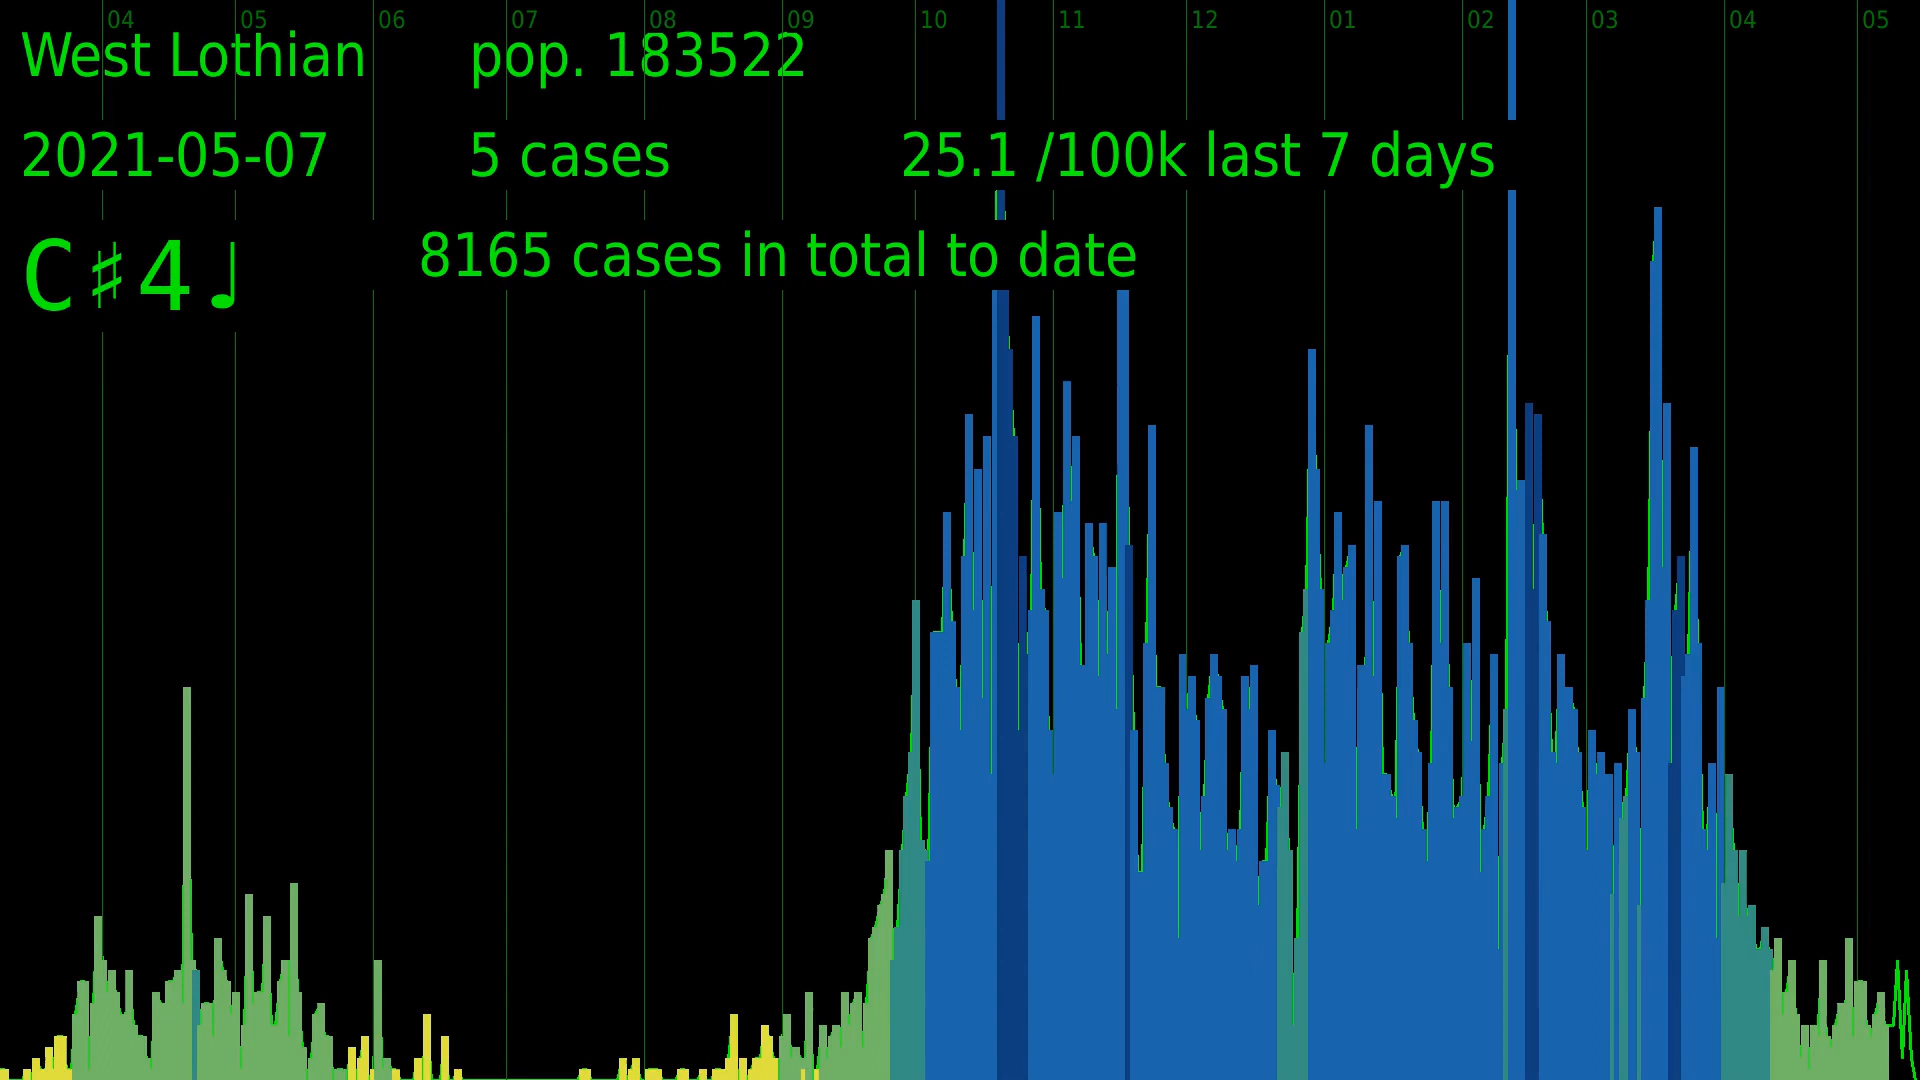 04 05 06 07 08 09 10 11 12 01 02 03 04 05
West Lothian pop. 183522
2021-05-07 5 cases 25.1 /100k last 7 days
C♯4♩ 8165 cases in total to date